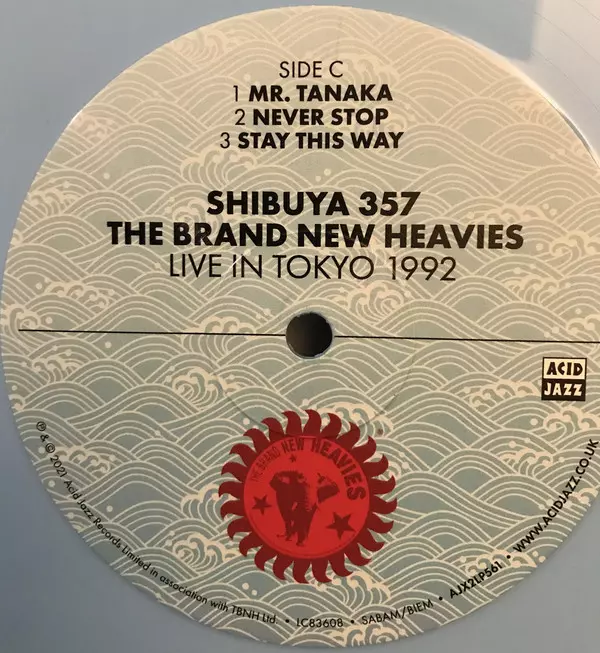 SIDE C
1 MR. TANAKA
2 NEVER STOP
3 STAY THIS WAY
SHIBUYA 357
THE BRAND NEW HEAVIES
LIVE IN TOKYO 1992
ACID
JAZZ
THE BRAND NEW HEAVIES
℗ & © 2021 Acid Jazz Records Limited in association with TBNH Ltd. • LC83608 • SABAM/BIEM • AJX2LP561 • WWW.ACIDJAZZ.CO.UK